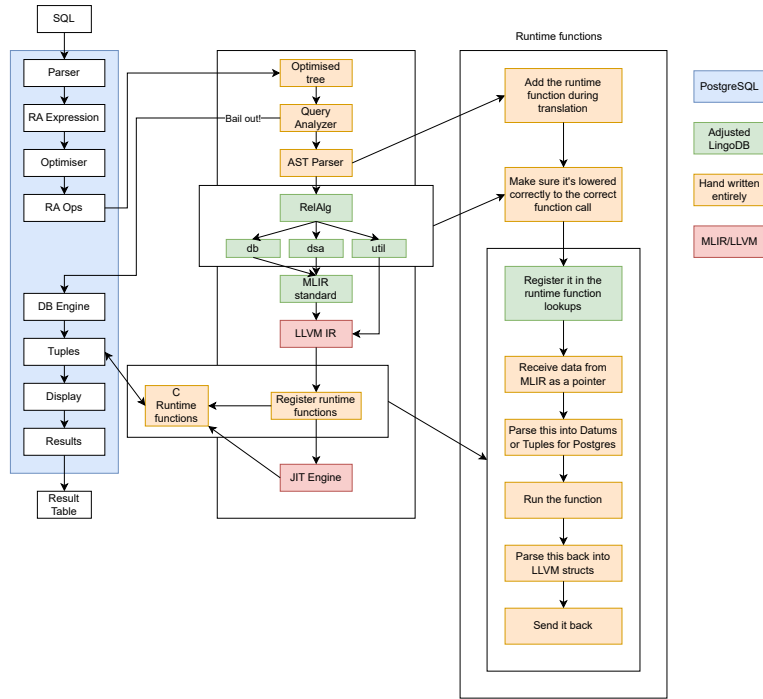 SQL
Parser
RA Expression
Optimiser
RA Ops
DB Engine
Tuples
Display
Results
Result
Table
Bail out!
Optimised
tree
Query
Analyzer
AST Parser
RelAlg
db
dsa
util
MLIR
standard
LLVM IR
C
Runtime
functions
Register runtime
functions
JIT Engine
Runtime functions
Add the runtime
function during
translation
Make sure it's lowered
correctly to the correct
function call
Register it in the
runtime function
lookups
Receive data from
MLIR as a pointer
Parse this into Datums
or Tuples for Postgres
Run the function
Parse this back into
LLVM structs
Send it back
PostgreSQL
Adjusted
LingoDB
Hand written
entirely
MLIR/LLVM